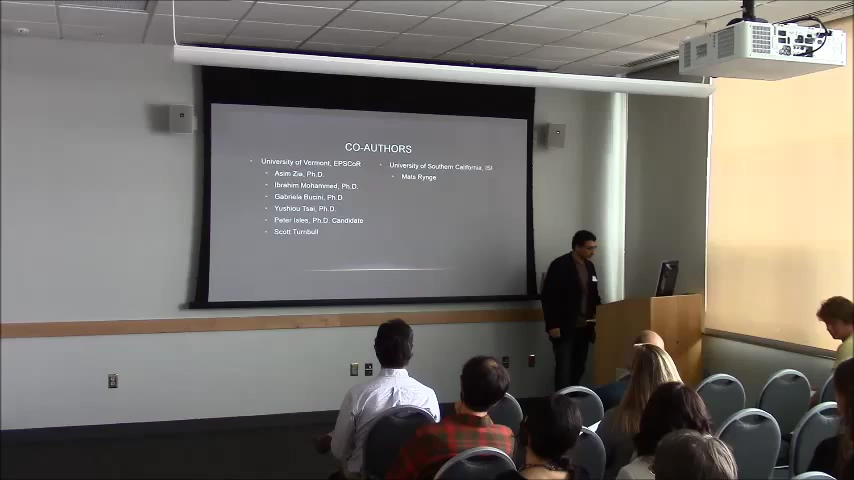 CO-AUTHORS
University of Vermont, EPSCoR
Asim Zia, Ph.D.
Ibrahim Mohammed, Ph.D.
Gabriela Bucini, Ph.D
Yushiou Tsai, Ph.D.
Peter Isles, Ph.D. Candidate
Scott Turnbull
University of Southern California, ISI
Mats Rynge